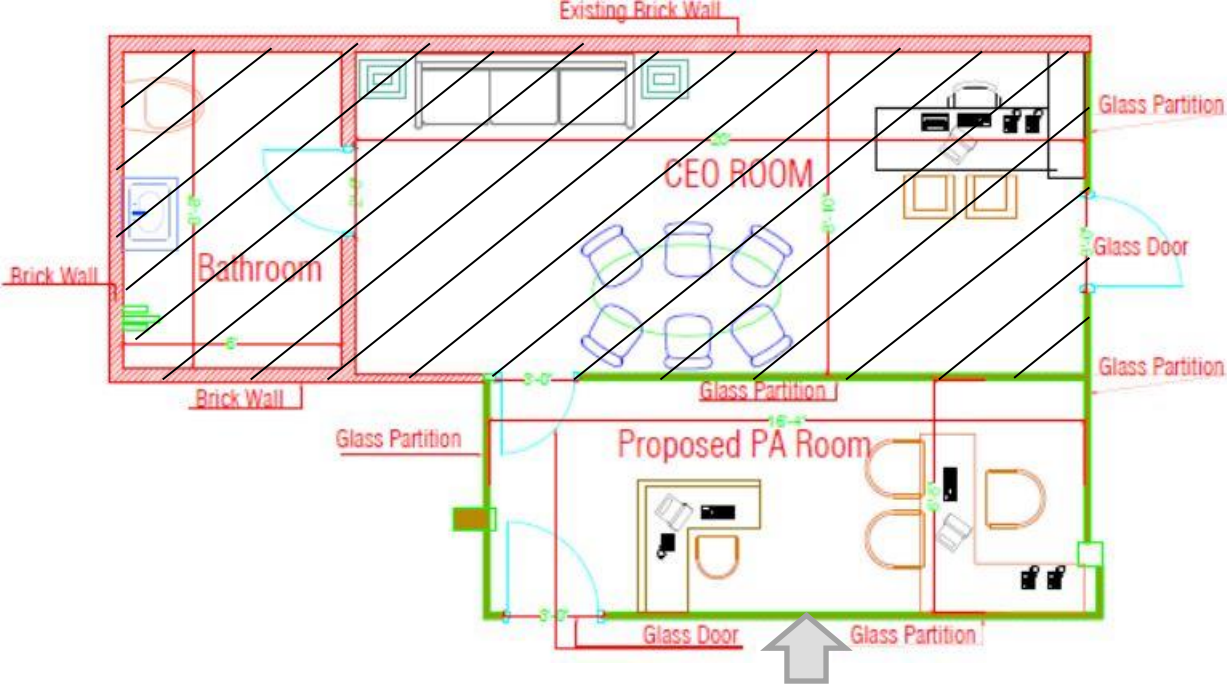 Existing Brick Wall
Glass Partition
20'
CEO ROOM
Glass Door
Bathroom
Brick Wall
6'
Glass Partition
3'-0"
Glass Partition
Brick Wall
16'-4"
Glass Partition
Proposed PA Room
3'-0"
Glass Door
Glass Partition